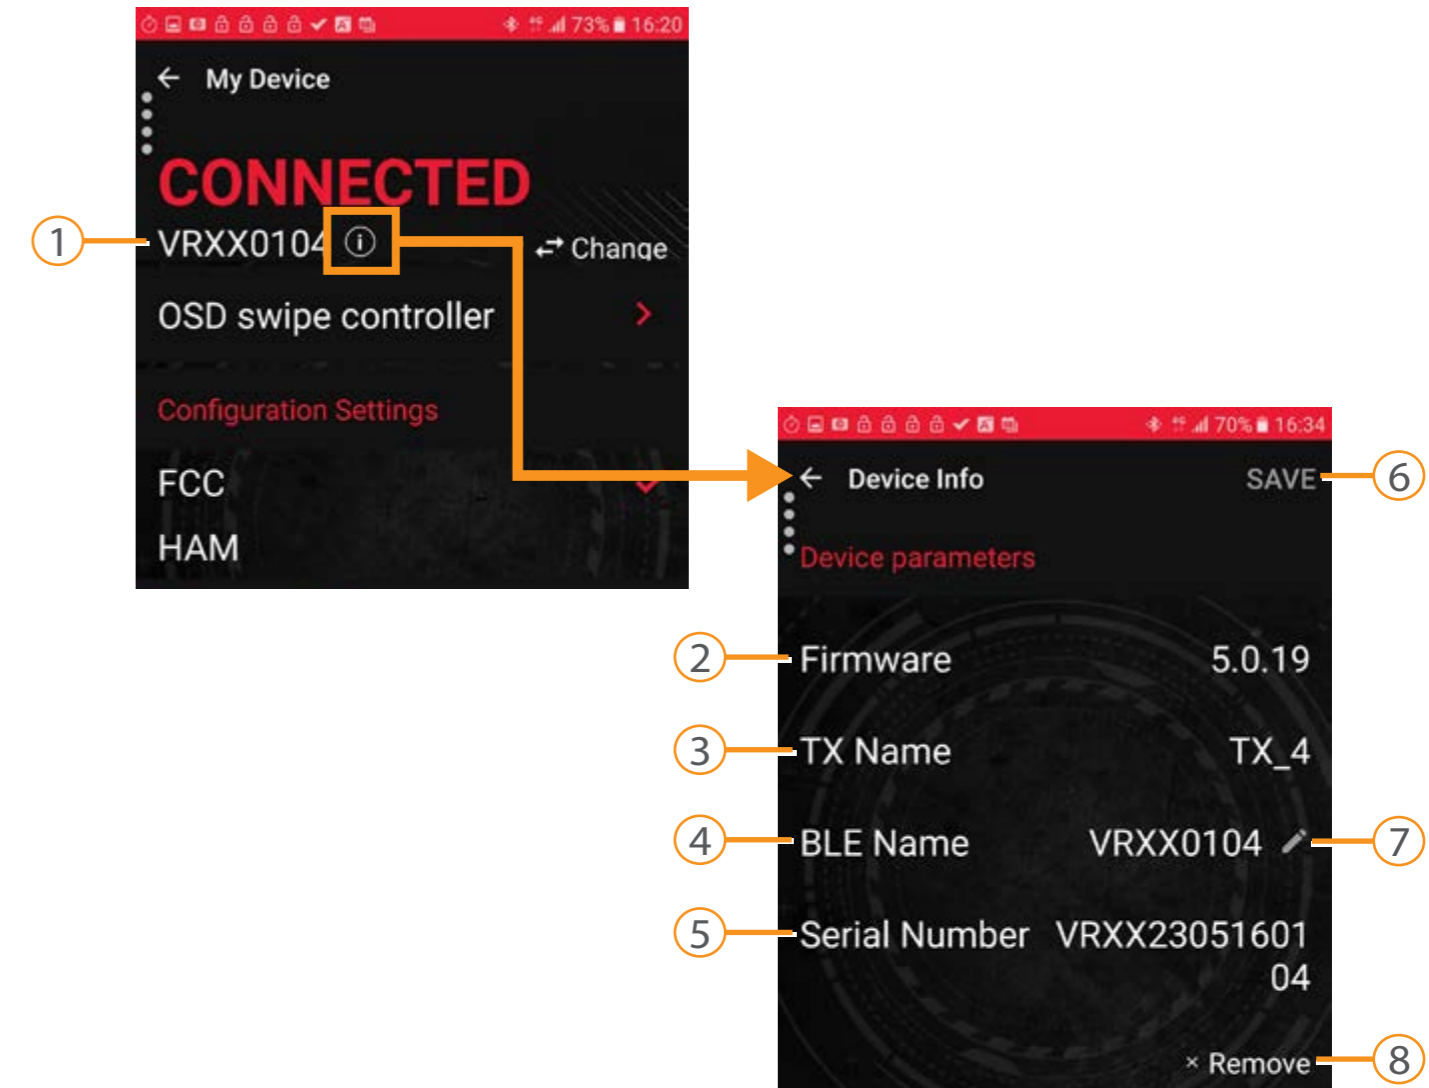 73% 16:20
My Device
CONNECTED
1
VRXX0104
Change
OSD swipe controller
Configuration Settings
FCC
HAM
70% 16:34
Device Info
SAVE
6
Device parameters
2
Firmware 5.0.19
3
TX Name TX_4
4
BLE Name VRXX0104
7
5
Serial Number VRXX23051601
04
× Remove
8